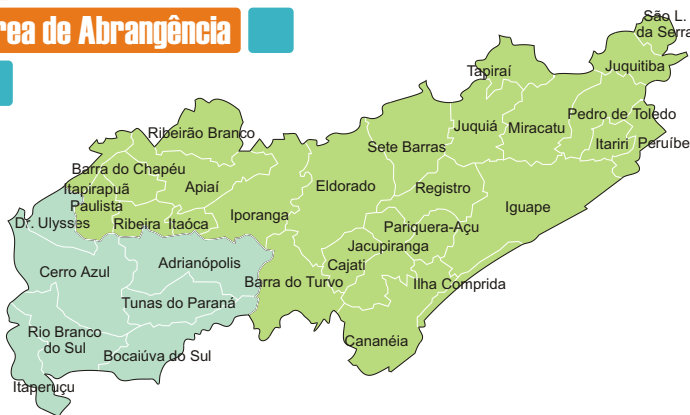 rea de Abrangência
São L.
da Serra
Juquitiba
Tapiraí
Pedro de Toledo
Juquiá
Miracatu
Itariri
Peruíbe
Ribeirão Branco
Sete Barras
Barra do Chapéu
Itapirapuã
Paulista
Apiaí
Eldorado
Registro
Iguape
Dr. Ulysses
Ribeira
Itaóca
Iporanga
Pariquera-Açu
Jacupiranga
Cajati
Adrianópolis
Cerro Azul
Barra do Turvo
Ilha Comprida
Tunas do Paraná
Rio Branco
do Sul
Bocaiúva do Sul
Cananéia
Itaperuçu